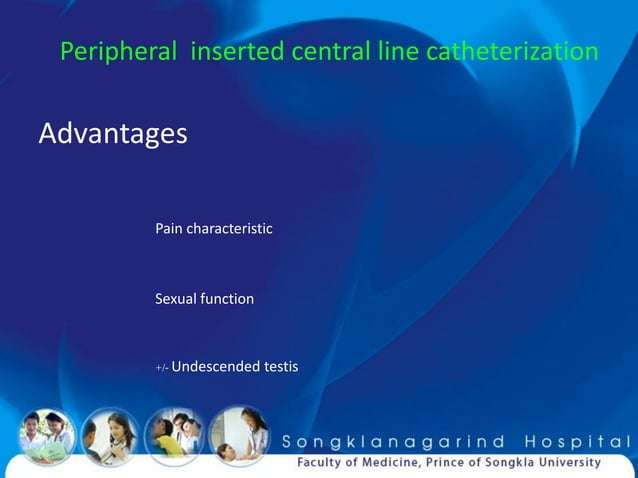 Peripheral  inserted central line catheterization
Advantages
Pain characteristic
Sexual function
+/- Undescended testis
Songklanagarind Hospital
Faculty of Medicine, Prince of Songkla University